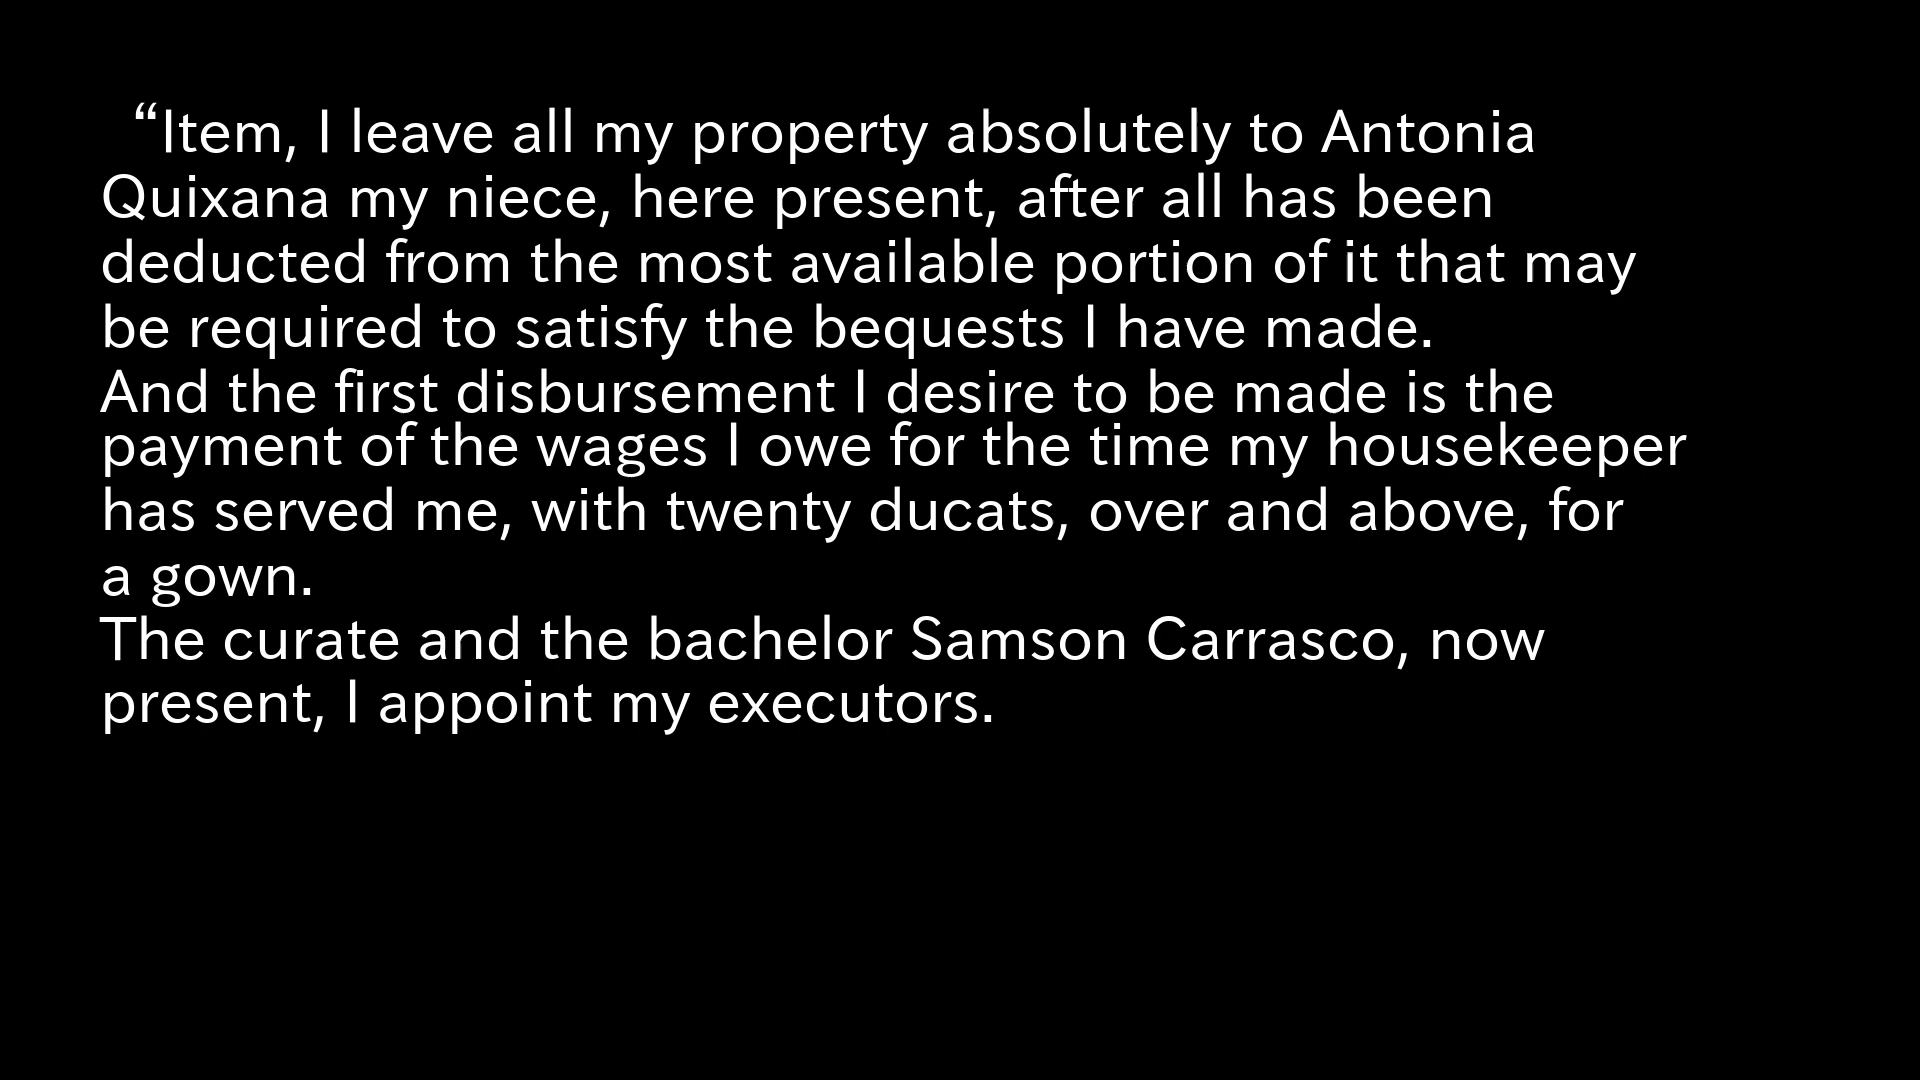 “Item, I leave all my property absolutely to Antonia
Quixana my niece, here present, after all has been
deducted from the most available portion of it that may
be required to satisfy the bequests I have made.
And the first disbursement I desire to be made is the
payment of the wages I owe for the time my housekeeper
has served me, with twenty ducats, over and above, for
a gown.
The curate and the bachelor Samson Carrasco, now
present, I appoint my executors.